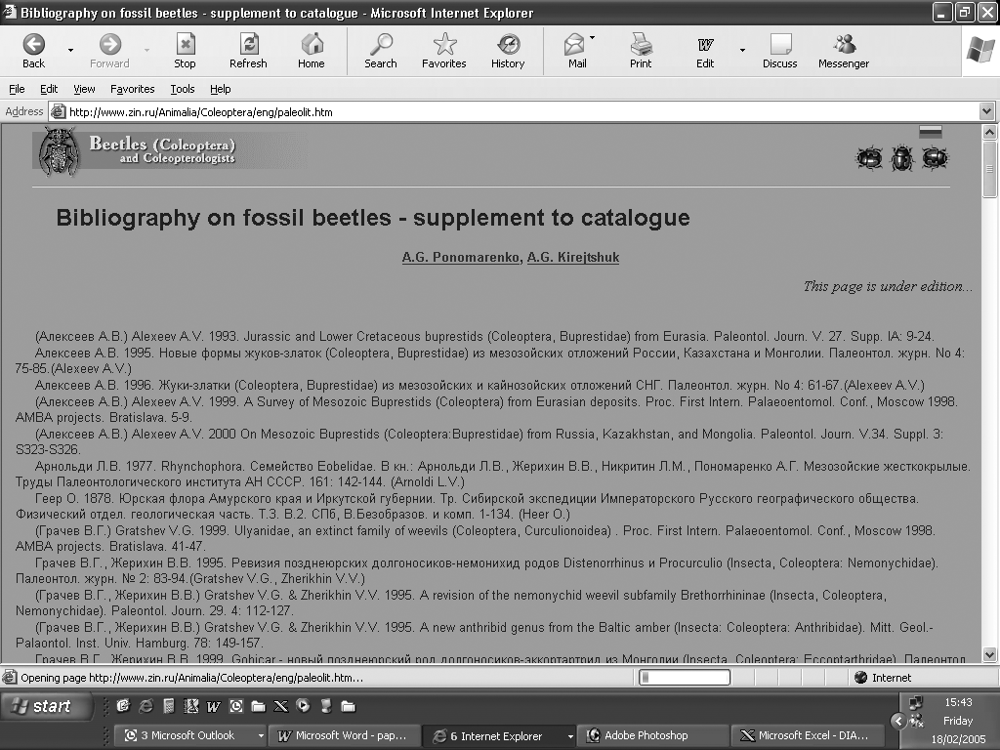 Bibliography on fossil beetles - supplement to catalogue - Microsoft Internet Explorer
Back
Forward
Stop
Refresh
Home
Search
Favorites
History
Mail
Print
Edit
Discuss
Messenger
File Edit View Favorites Tools Help
Address http://www.zin.ru/Animalia/Coleoptera/eng/paleolit.htm
Beetles (Coleoptera)
and Coleopterologists
Bibliography on fossil beetles - supplement to catalogue
A.G. Ponomarenko, A.G. Kirejtshuk
This page is under edition...
(Алексеев А.В.) Alexeev A.V. 1993. Jurassic and Lower Cretaceous buprestids (Coleoptera, Buprestidae) from Eurasia. Paleontol. Journ. V. 27. Supp. IA: 9-24.
Алексеев А.В. 1995. Новые формы жуков-златок (Coleoptera, Buprestidae) из мезозойских отложений России, Казахстана и Монголии. Палеонтол. журн. No 4:
75-85.(Alexeev A.V.)
Алексеев А.В. 1996. Жуки-златки (Coleoptera, Buprestidae) из мезозойских и кайнозойских отложений СНГ. Палеонтол. журн. No 4: 61-67.(Alexeev A.V.)
(Алексеев А.В.) Alexeev A.V. 1999. A Survey of Mesozoic Buprestids (Coleoptera) from Eurasian deposits. Proc. First Intern. Palaeoentomol. Conf., Moscow 1998.
AMBA projects. Bratislava. 5-9.
(Алексеев А.В.) Alexeev A.V. 2000 On Mesozoic Buprestids (Coleoptera:Buprestidae) from Russia, Kazakhstan, and Mongolia. Paleontol. Journ. V.34. Suppl. 3:
S323-S326.
Арнольди Л.В. 1977. Rhynchophora. Семейство Eobelidae. В кн.: Арнольди Л.В., Жерихин В.В., Никритин Л.М., Пономаренко А.Г. Мезозойские жесткокрылые.
Труды Палеонтологического института АН СССР. 161: 142-144. (Arnoldi L.V.)
Геер О. 1878. Юрская флора Амурского края и Иркутской губернии. Тр. Сибирской экспедиции Императорского Русского географического общества.
Физический отдел. геологическая часть. Т.3. В.2. СПб, В.Безобразов. и комп. 1-134. (Heer O.)
(Грачев В.Г.) Gratshev V.G. 1999. Ulyanidae, an extinct family of weevils (Coleoptera, Curculionoidea) . Proc. First Intern. Palaeoentomol. Conf., Moscow 1998.
AMBA projects. Bratislava. 41-47.
Грачев В.Г., Жерихин В.В. 1995. Ревизия позднеюрских долгоносиков-немонихид родов Distenorrhinus и Procurculio (Insecta, Coleoptera: Nemonychidae).
Палеонтол. журн. № 2: 83-94.(Gratshev V.G., Zherikhin V.V.)
(Грачев В.Г., Жерихин В.В.) Gratshev V.G. & Zherikhin V.V. 1995. A revision of the nemonychid weevil subfamily Brethorrhininae (Insecta, Coleoptera,
Nemonychidae). Paleontol. Journ. 29. 4: 112-127.
(Грачев В.Г., Жерихин В.В.) Gratshev V.G. & Zherikhin V.V. 1995. A new anthribid genus from the Baltic amber (Insecta: Coleoptera: Anthribidae). Mitt. Geol.-
Palaontol. Inst. Univ. Hamburg. 78: 149-157.
Грачев В.Г., Жерихин В.В. 1999. Gobicar - новый позднеюрский род долгоносиков-эккоптартрид из Монголии (Insecta, Coleoptera: Eccoptarthridae). Палеонтол.
Opening page http://www.zin.ru/Animalia/Coleoptera/eng/paleolit.htm...
Internet
start
15:43
Friday
18/02/2005
3 Microsoft Outlook
Microsoft Word - pap...
6 Internet Explorer
Adobe Photoshop
Microsoft Excel - DIA...